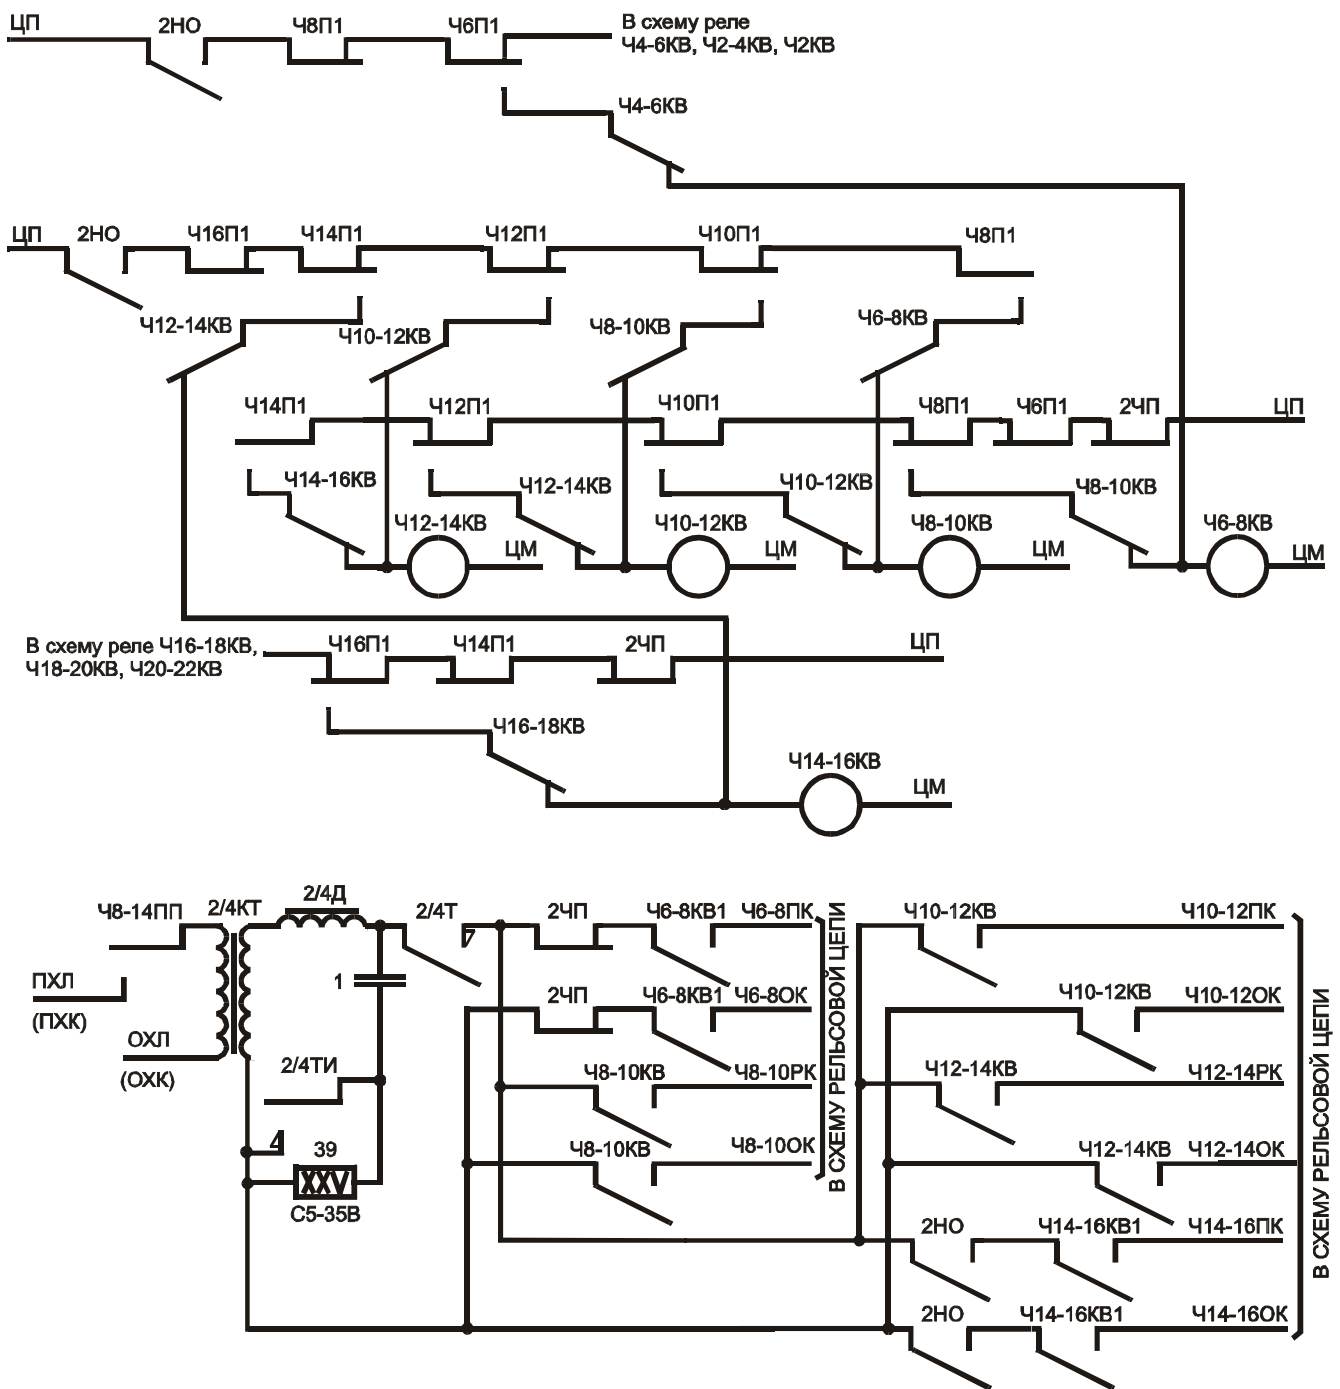 ЦП
2НО
Ч8П1
Ч6П1
В схему реле
Ч4-6КВ, Ч2-4КВ, Ч2КВ
Ч4-6КВ
ЦП
2НО
Ч16П1
Ч14П1
Ч12П1
Ч10П1
Ч8П1
Ч12-14КВ
Ч10-12КВ
Ч8-10КВ
Ч6-8КВ
Ч14П1
Ч12П1
Ч10П1
Ч8П1
Ч6П1
2ЧП
ЦП
Ч14-16КВ
Ч12-14КВ
Ч10-12КВ
Ч8-10КВ
Ч12-14КВ
Ч10-12КВ
Ч8-10КВ
Ч6-8КВ
ЦМ
ЦМ
ЦМ
ЦМ
В схему реле Ч16-18КВ,
Ч18-20КВ, Ч20-22КВ
Ч16П1
Ч14П1
2ЧП
ЦП
Ч16-18КВ
Ч14-16КВ
ЦМ
Ч8-14ПП
2/4КТ
2/4Д
2/4Т
7
2ЧП
Ч6-8КВ1
Ч6-8ПК
Ч10-12КВ
Ч10-12ПК
ПХЛ
(ПХК)
1
2ЧП
Ч6-8КВ1
Ч6-8ОК
Ч10-12КВ
Ч10-12ОК
ОХЛ
(ОХК)
2/4ТИ
Ч8-10КВ
Ч8-10РК
Ч12-14КВ
Ч12-14РК
4
39
С5-35В
Ч8-10КВ
Ч8-10ОК
Ч12-14КВ
Ч12-14ОК
В СХЕМУ РЕЛЬСОВОЙ ЦЕПИ
2НО
Ч14-16КВ1
Ч14-16ПК
2НО
Ч14-16КВ1
Ч14-16ОК
В СХЕМУ РЕЛЬСОВОЙ ЦЕПИ